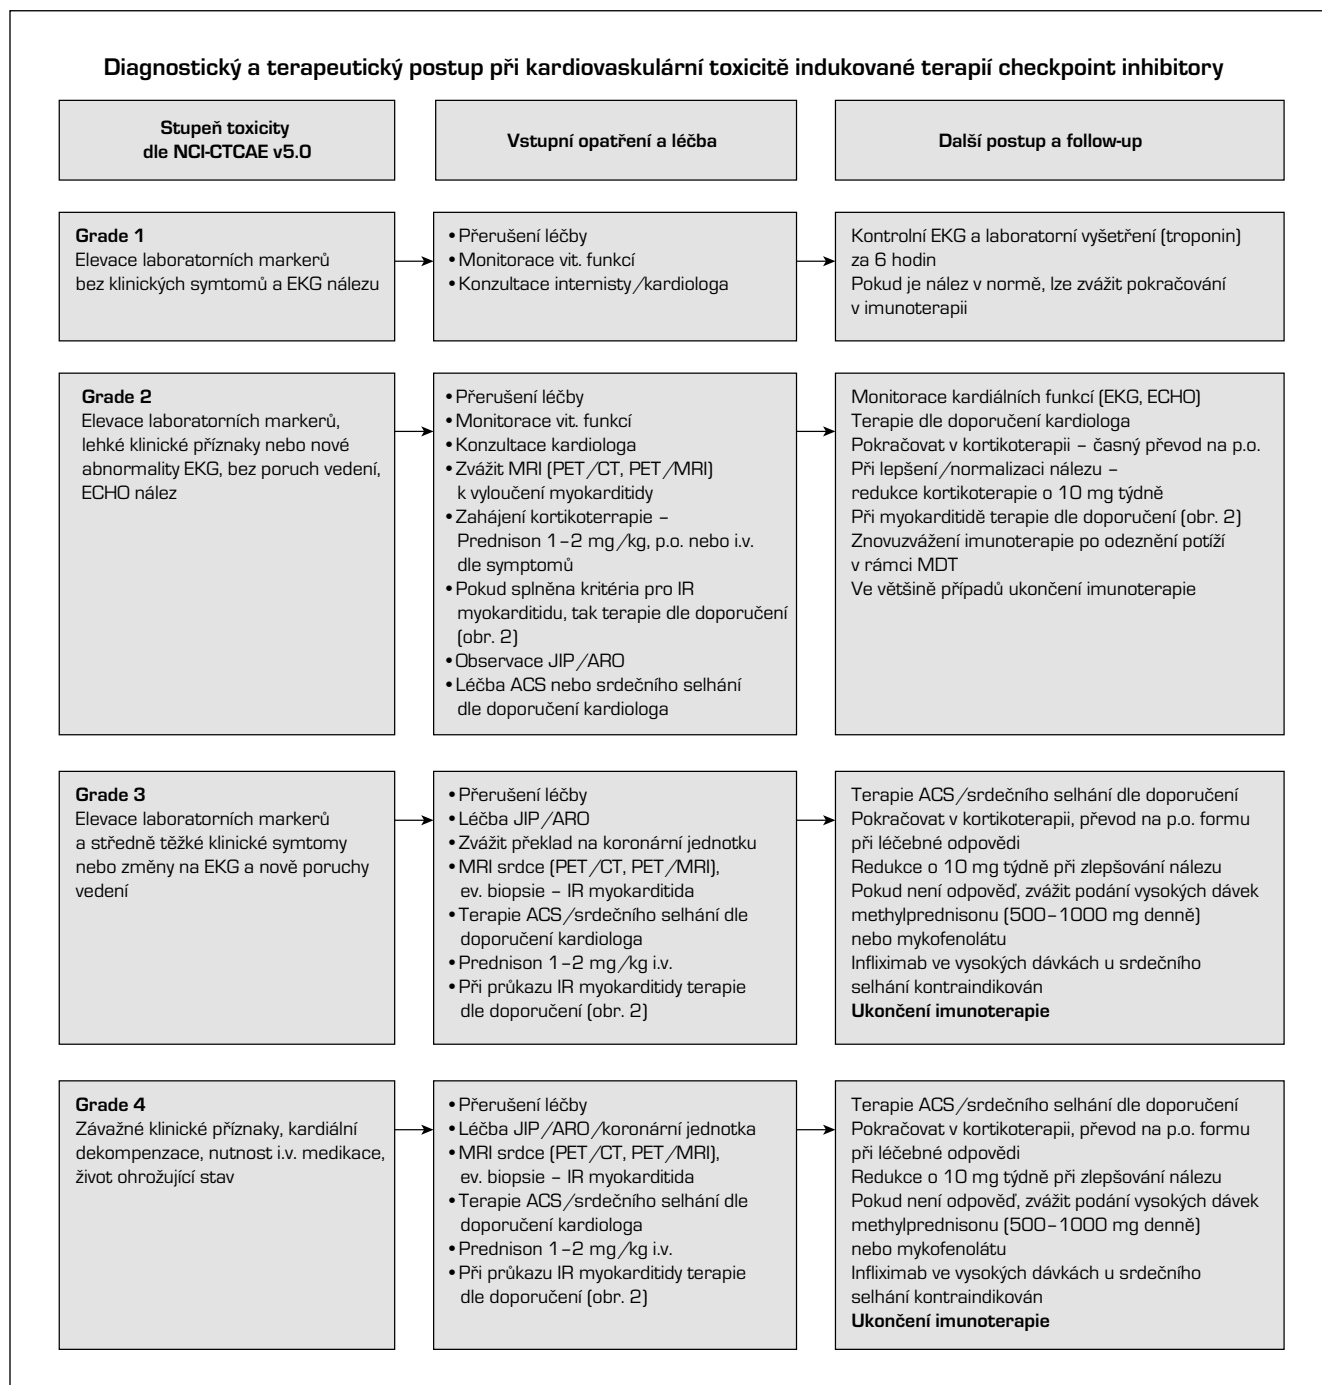 Diagnostický a terapeutický postup při kardiovaskulární toxicitě indukované terapií checkpoint inhibitory
Stupeň toxicity
dle NCI-CTCAE v5.0
Vstupní opatření a léčba
Další postup a follow-up
Grade 1
Elevace laboratorních markerů
bez klinických symtomů a EKG nálezu
• Přerušení léčby
• Monitorace vit. funkcí
• Konzultace internisty/kardiologa
Kontrolní EKG a laboratorní vyšetření (troponin)
za 6 hodin
Pokud je nález v normě, lze zvážit pokračování
v imunoterapii
Grade 2
Elevace laboratorních markerů,
lehké klinické příznaky nebo nové
abnormality EKG, bez poruch vedení,
ECHO nález
• Přerušení léčby
• Monitorace vit. funkcí
• Konzultace kardiologa
• Zvážit MRI (PET/CT, PET/MRI)
k vyloučení myokarditidy
• Zahájení kortikoterrapie –
Prednison 1–2 mg/kg, p.o. nebo i.v.
dle symptomů
• Pokud splněna kritéria pro IR
myokarditidu, tak terapie dle doporučení
(obr. 2)
• Observace JIP/ARO
• Léčba ACS nebo srdečního selhání
dle doporučení kardiologa
Monitorace kardiálních funkcí (EKG, ECHO)
Terapie dle doporučení kardiologa
Pokračovat v kortikoterapii – časný převod na p.o.
Při lepšení/normalizaci nálezu –
redukce kortikoterapie o 10 mg týdně
Při myokarditidě terapie dle doporučení (obr. 2)
Znovuzvážení imunoterapie po odeznění potíží
v rámci MDT
Ve většině případů ukončení imunoterapie
Grade 3
Elevace laboratorních markerů
a středně těžké klinické symtomy
nebo změny na EKG a nově poruchy
vedení
• Přerušení léčby
• Léčba JIP/ARO
• Zvážit překlad na koronární jednotku
• MRI srdce (PET/CT, PET/MRI),
ev. biopsie – IR myokarditida
• Terapie ACS/srdečního selhání dle
doporučení kardiologa
• Prednison 1–2 mg/kg i.v.
• Při průkazu IR myokarditidy terapie
dle doporučení (obr. 2)
Terapie ACS/srdečního selhání dle doporučení
Pokračovat v kortikoterapii, převod na p.o. formu
při léčebné odpovědi
Redukce o 10 mg týdně při zlepšování nálezu
Pokud není odpověď, zvážit podání vysokých dávek
methylprednisonu (500–1000 mg denně)
nebo mykofenolátu
Infliximab ve vysokých dávkách u srdečního
selhání kontraindikován
Ukončení imunoterapie
Grade 4
Závažné klinické příznaky, kardiální
dekompenzace, nutnost i.v. medikace,
život ohrožující stav
• Přerušení léčby
• Léčba JIP/ARO/koronární jednotka
• MRI srdce (PET/CT, PET/MRI),
ev. biopsie – IR myokarditida
• Terapie ACS/srdečního selhání dle
doporučení kardiologa
• Prednison 1–2 mg/kg i.v.
• Při průkazu IR myokarditidy terapie
dle doporučení (obr. 2)
Terapie ACS/srdečního selhání dle doporučení
Pokračovat v kortikoterapii, převod na p.o. formu
při léčebné odpovědi
Redukce o 10 mg týdně při zlepšování nálezu
Pokud není odpověď, zvážit podání vysokých dávek
methylprednisonu (500–1000 mg denně)
nebo mykofenolátu
Infliximab ve vysokých dávkách u srdečního
selhání kontraindikován
Ukončení imunoterapie